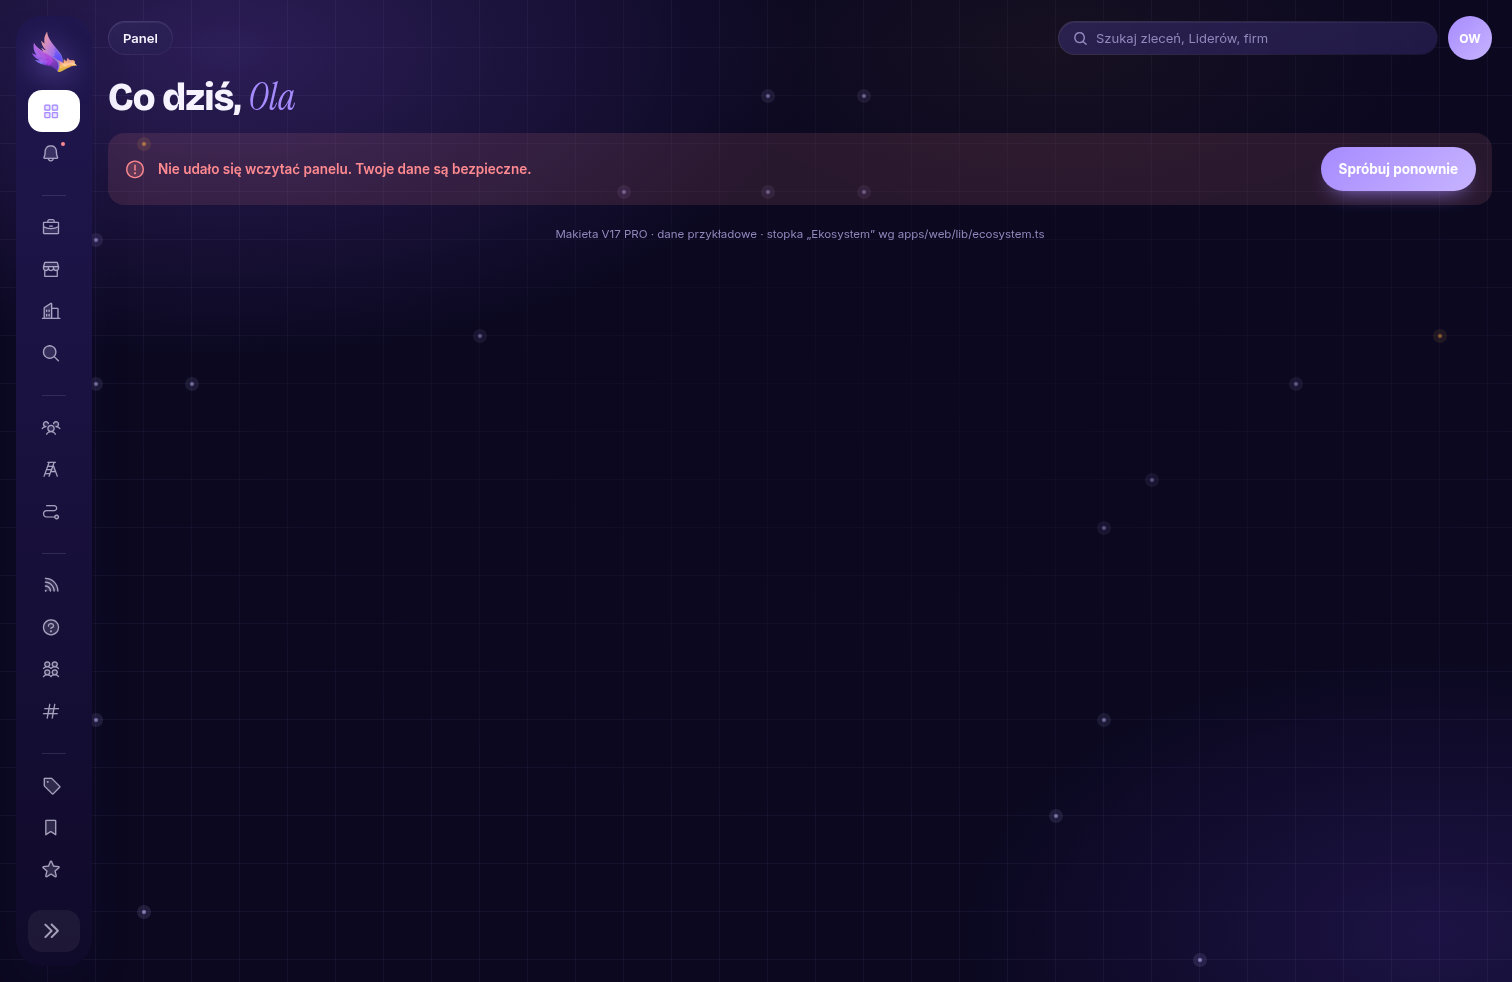 Panel
Szukaj zleceń, Liderów, firm
OW
Co dziś, Ola
Nie udało się wczytać panelu. Twoje dane są bezpieczne.
Spróbuj ponownie
Makieta V17 PRO · dane przykładowe · stopka „Ekosystem” wg apps/web/lib/ecosystem.ts